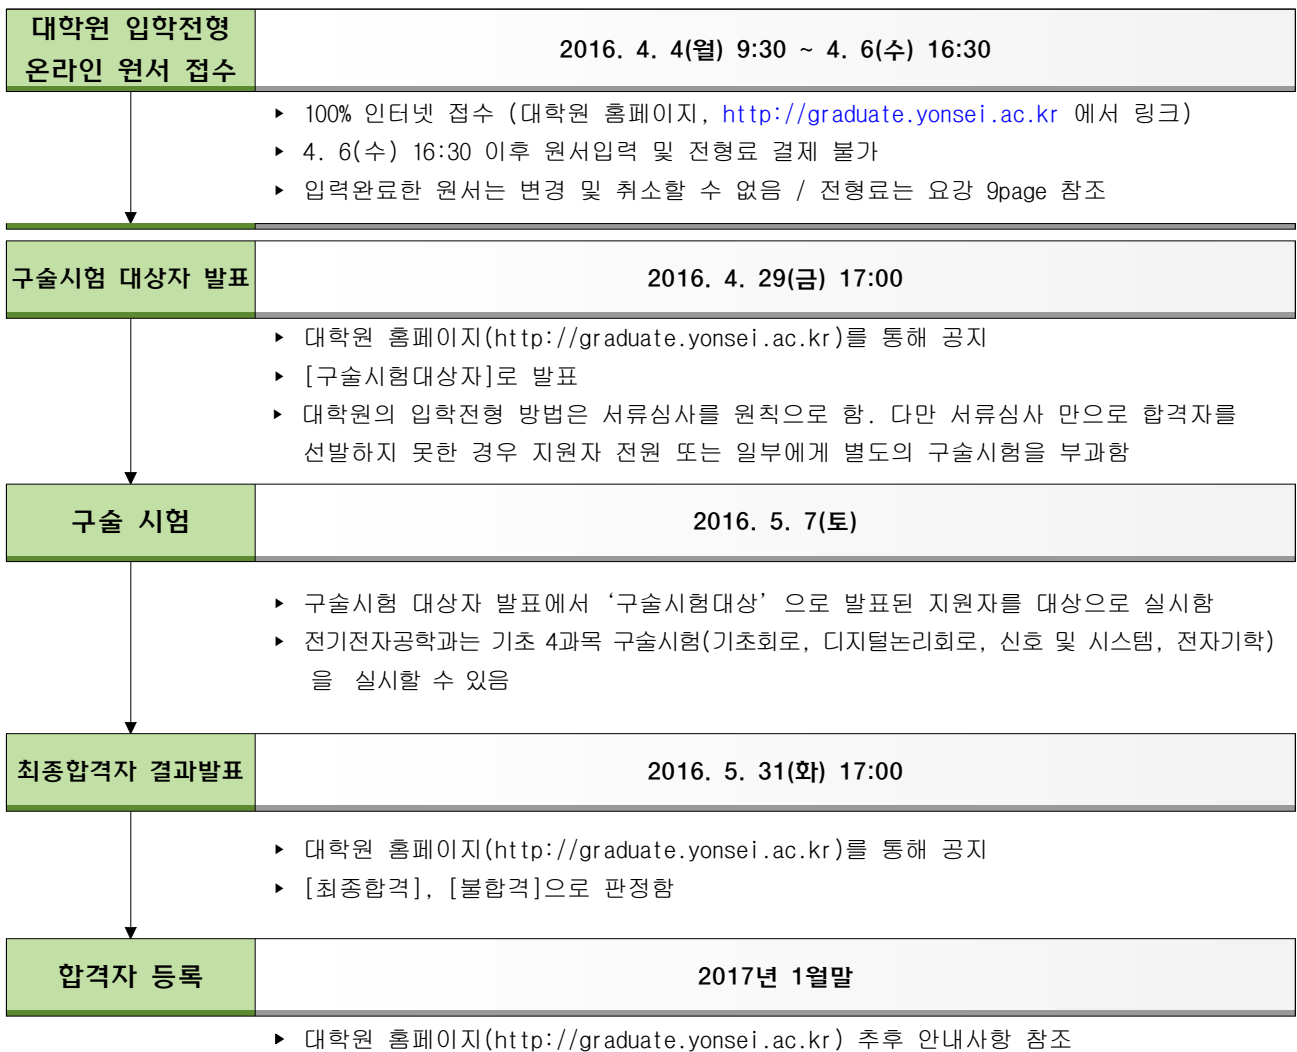 대학원 입학전형
온라인 원서 접수
2016. 4. 4(월) 9:30 ~ 4. 6(수) 16:30
▶ 100% 인터넷 접수 (대학원 홈페이지, http://graduate.yonsei.ac.kr 에서 링크)
▶ 4. 6(수) 16:30 이후 원서입력 및 전형료 결제 불가
▶ 입력완료한 원서는 변경 및 취소할 수 없음 / 전형료는 요강 9page 참조
구술시험 대상자 발표
2016. 4. 29(금) 17:00
▶ 대학원 홈페이지(http://graduate.yonsei.ac.kr)를 통해 공지
▶ [구술시험대상자]로 발표
▶ 대학원의 입학전형 방법은 서류심사를 원칙으로 함. 다만 서류심사 만으로 합격자를
선발하지 못한 경우 지원자 전원 또는 일부에게 별도의 구술시험을 부과함
구술 시험
2016. 5. 7(토)
▶ 구술시험 대상자 발표에서 ‘구술시험대상’ 으로 발표된 지원자를 대상으로 실시함
▶ 전기전자공학과는 기초 4과목 구술시험(기초회로, 디지털논리회로, 신호 및 시스템, 전자기학)
을 실시할 수 있음
최종합격자 결과발표
2016. 5. 31(화) 17:00
▶ 대학원 홈페이지(http://graduate.yonsei.ac.kr)를 통해 공지
▶ [최종합격], [불합격]으로 판정함
합격자 등록
2017년 1월말
▶ 대학원 홈페이지(http://graduate.yonsei.ac.kr) 추후 안내사항 참조